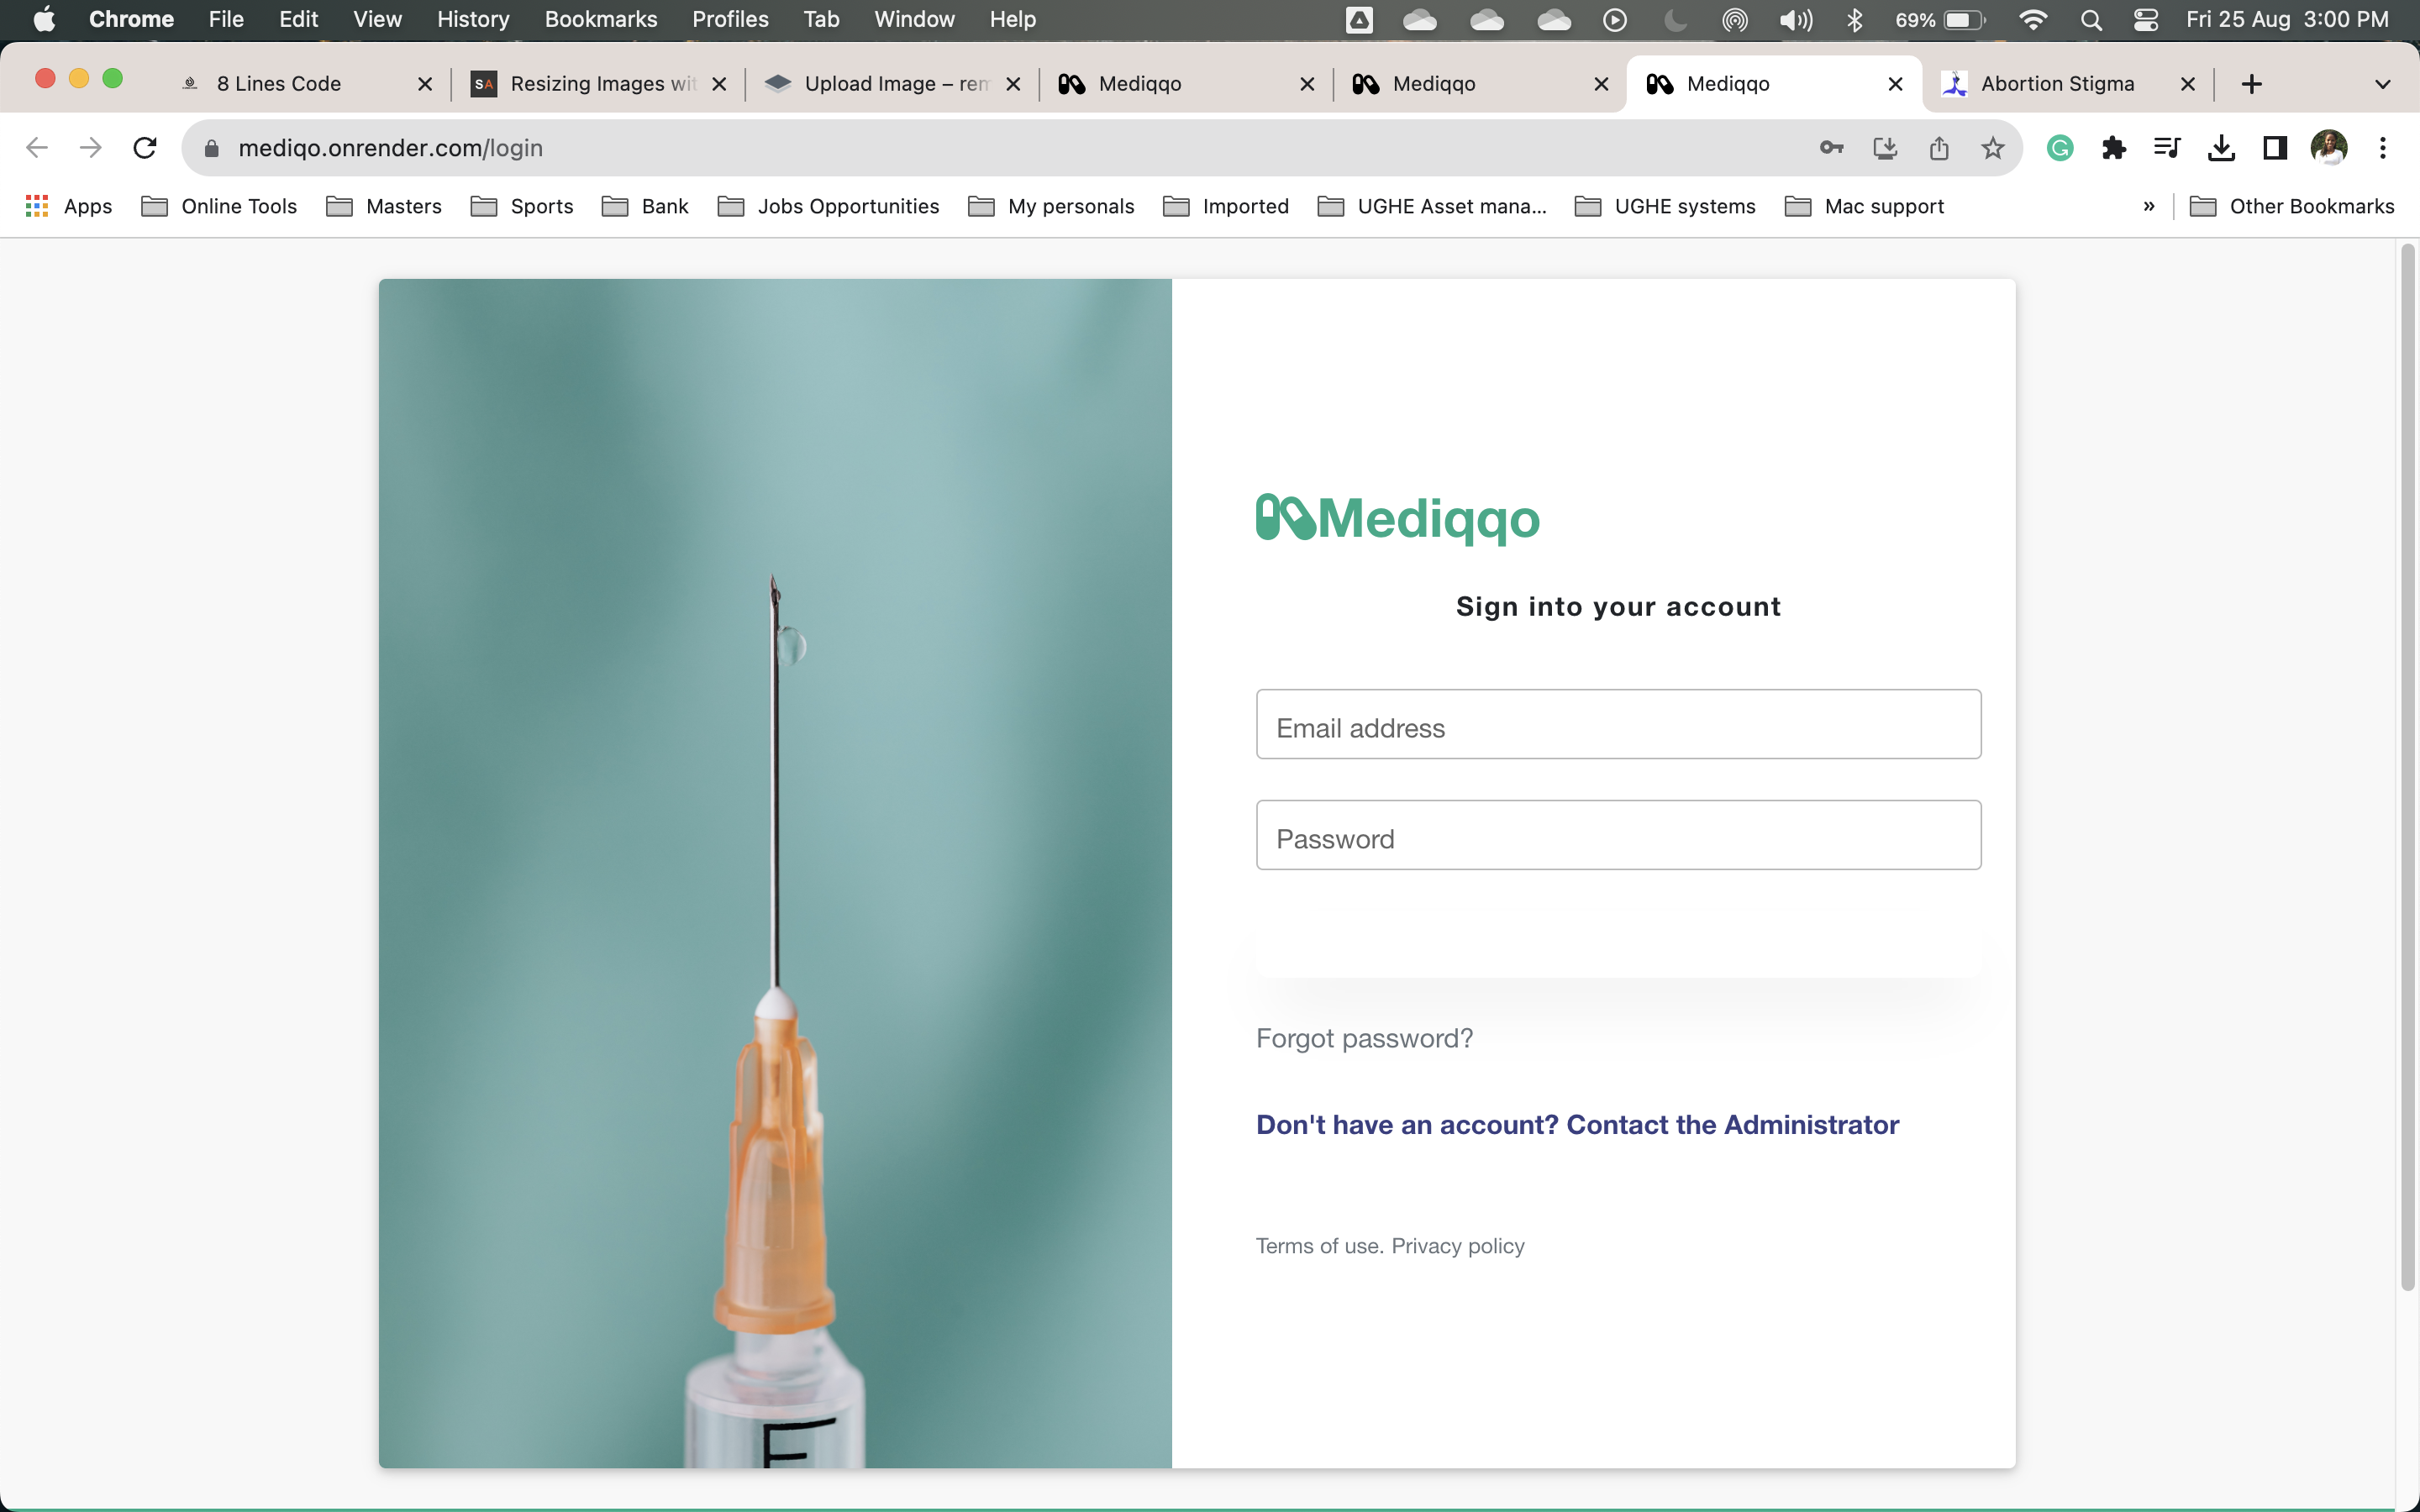 Chrome File Edit View History Bookmarks Profiles Tab Window Help 69% Fri 25 Aug 3:00 PM
8 Lines Code SA Resizing Images wit Upload Image – rem Mediqqo Mediqqo Mediqqo Abortion Stigma
mediqo.onrender.com/login
Apps Online Tools Masters Sports Bank Jobs Opportunities My personals Imported UGHE Asset mana... UGHE systems Mac support » Other Bookmarks
Mediqqo
Sign into your account
Email address
Password
Forgot password?
Don't have an account? Contact the Administrator
Terms of use. Privacy policy